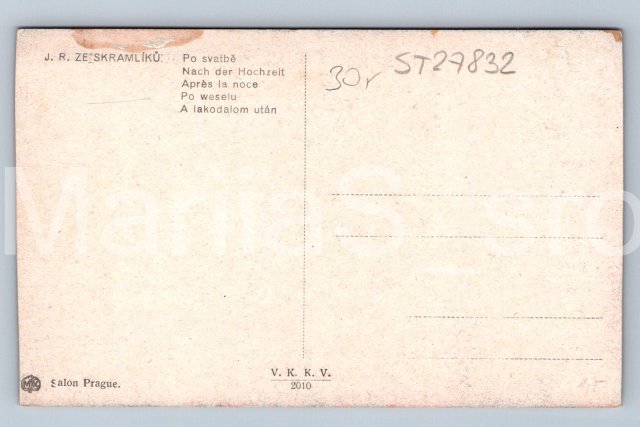 J. R. ZE SKRAMLÍKŮ: Po svatbě
Nach der Hochzeit
Après la noce
Po weselu
A lakodalom után
30r
ST27832
Salon Prague.
V. K. K. V.
2010